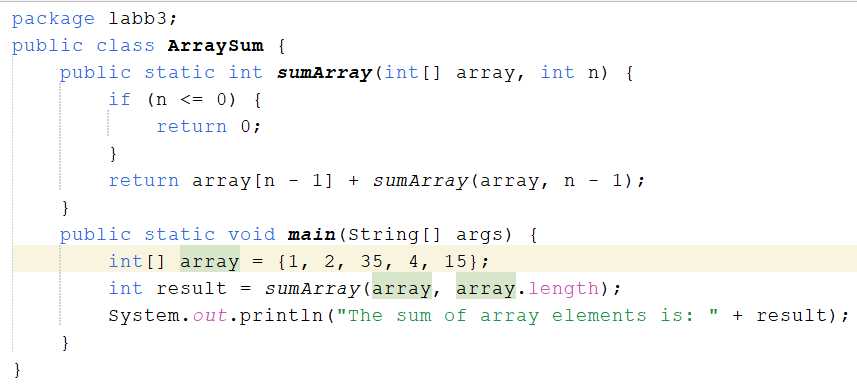 package labb3;
public class ArraySum {
    public static int sumArray(int[] array, int n) {
        if (n <= 0) {
            return 0;
        }
        return array[n - 1] + sumArray(array, n - 1);
    }
    public static void main(String[] args) {
        int[] array = {1, 2, 35, 4, 15};
        int result = sumArray(array, array.length);
        System.out.println("The sum of array elements is: " + result);
    }
}